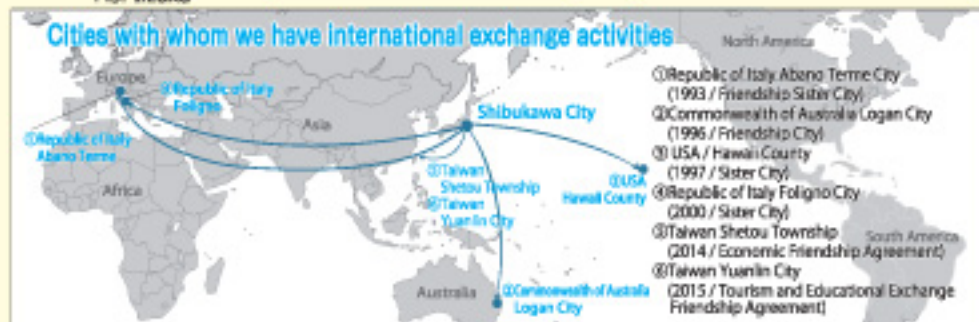 Cities with whom we have international exchange activities
North America
Europe
④Republic of Italy
Foligno
Asia
Shibukawa City
①Republic of Italy
Abano Terme
Africa
⑤Taiwan
Shetou Township
⑥Taiwan
Yuanlin City
③USA
Hawaii County
Australia
②Commonwealth of Australia
Logan City
South America
①Republic of Italy Abano Terme City
(1993 / Friendship Sister City)
②Commonwealth of Australia Logan City
(1996 / Friendship City)
③ USA / Hawaii County
(1997 / Sister City)
④Republic of Italy Foligno City
(2000 / Sister City)
⑤Taiwan Shetou Township
(2014 / Economic Friendship Agreement)
⑥Taiwan Yuanlin City
(2015 / Tourism and Educational Exchange
Friendship Agreement)